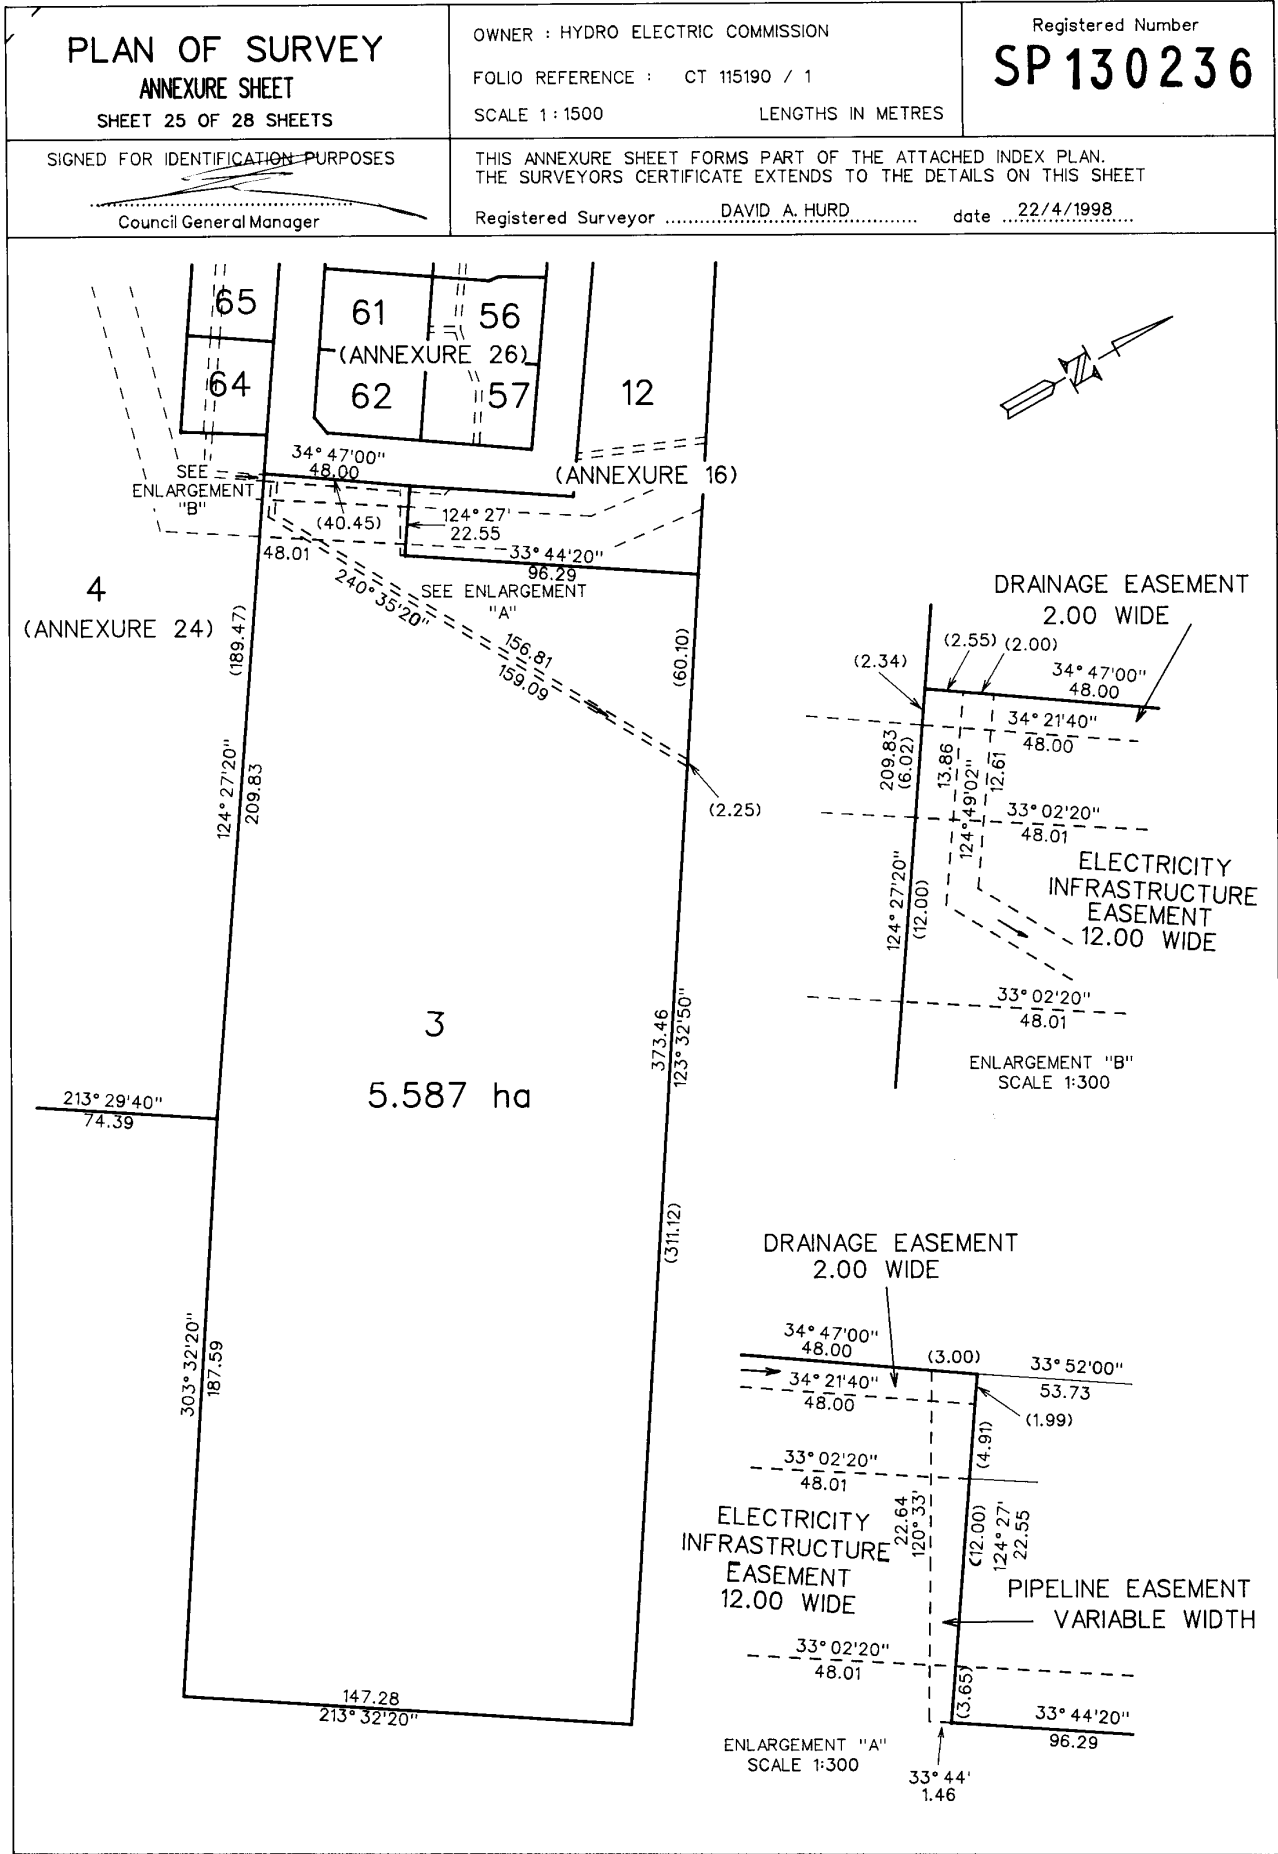 PLAN OF SURVEY
ANNEXURE SHEET
SHEET 25 OF 28 SHEETS
OWNER : HYDRO ELECTRIC COMMISSION
FOLIO REFERENCE : CT 115190 / 1
SCALE 1 : 1500 LENGTHS IN METRES
Registered Number
SP130236
SIGNED FOR IDENTIFICATION PURPOSES
Council General Manager
THIS ANNEXURE SHEET FORMS PART OF THE ATTACHED INDEX PLAN.
THE SURVEYORS CERTIFICATE EXTENDS TO THE DETAILS ON THIS SHEET
Registered Surveyor DAVID A. HURD date 22/4/1998
65
61
56
(ANNEXURE 26)
64
62
57
12
34° 47'00"
48.00
(ANNEXURE 16)
SEE
ENLARGEMENT
"B"
(40.45)
124° 27'
22.55
48.01
33° 44'20"
96.29
240° 35'20"
SEE ENLARGEMENT
"A"
4
(ANNEXURE 24)
(189.47)
156.81
159.09
(60.10)
(2.25)
124° 27'20"
209.83
3
5.587 ha
373.46
123° 32'50"
213° 29'40"
74.39
(311.12)
303° 32'20"
187.59
147.28
213° 32'20"
DRAINAGE EASEMENT
2.00 WIDE
(2.34)
(2.55)
(2.00)
34° 47'00"
48.00
34° 21'40"
48.00
209.83
(6.02)
13.86
124° 49'02"
12.61
33° 02'20"
48.01
ELECTRICITY
INFRASTRUCTURE
EASEMENT
12.00 WIDE
124° 27'20"
(12.00)
33° 02'20"
48.01
ENLARGEMENT "B"
SCALE 1:300
DRAINAGE EASEMENT
2.00 WIDE
34° 47'00"
48.00
(3.00)
33° 52'00"
53.73
34° 21'40"
48.00
(1.99)
(4.91)
33° 02'20"
48.01
ELECTRICITY
INFRASTRUCTURE
EASEMENT
12.00 WIDE
22.64
120° 33'
(12.00)
124° 27'
22.55
PIPELINE EASEMENT
VARIABLE WIDTH
33° 02'20"
48.01
(3.65)
33° 44'20"
96.29
ENLARGEMENT "A"
SCALE 1:300
33° 44'
1.46